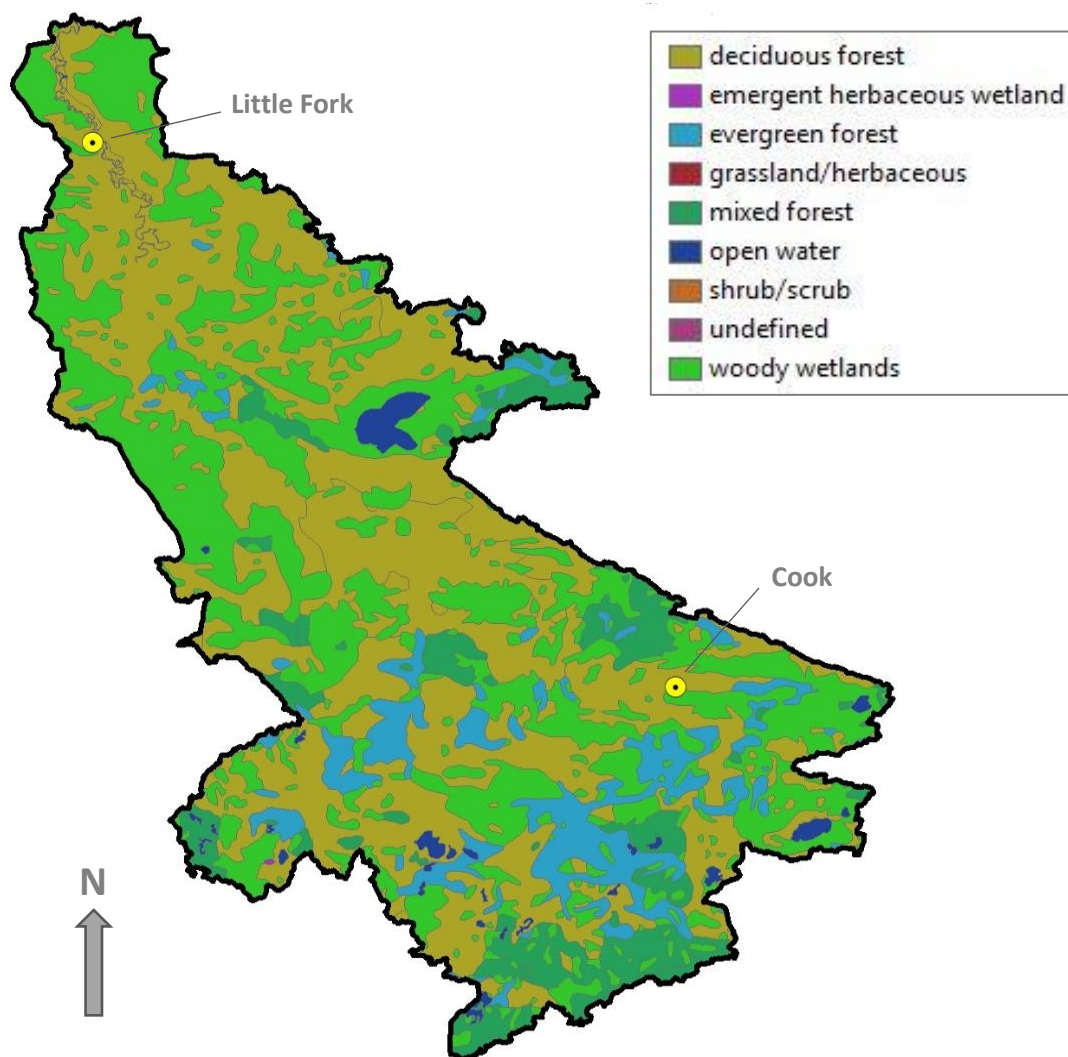 Little Fork
deciduous forest
emergent herbaceous wetland
evergreen forest
grassland/herbaceous
mixed forest
open water
shrub/scrub
undefined
woody wetlands
Cook
N